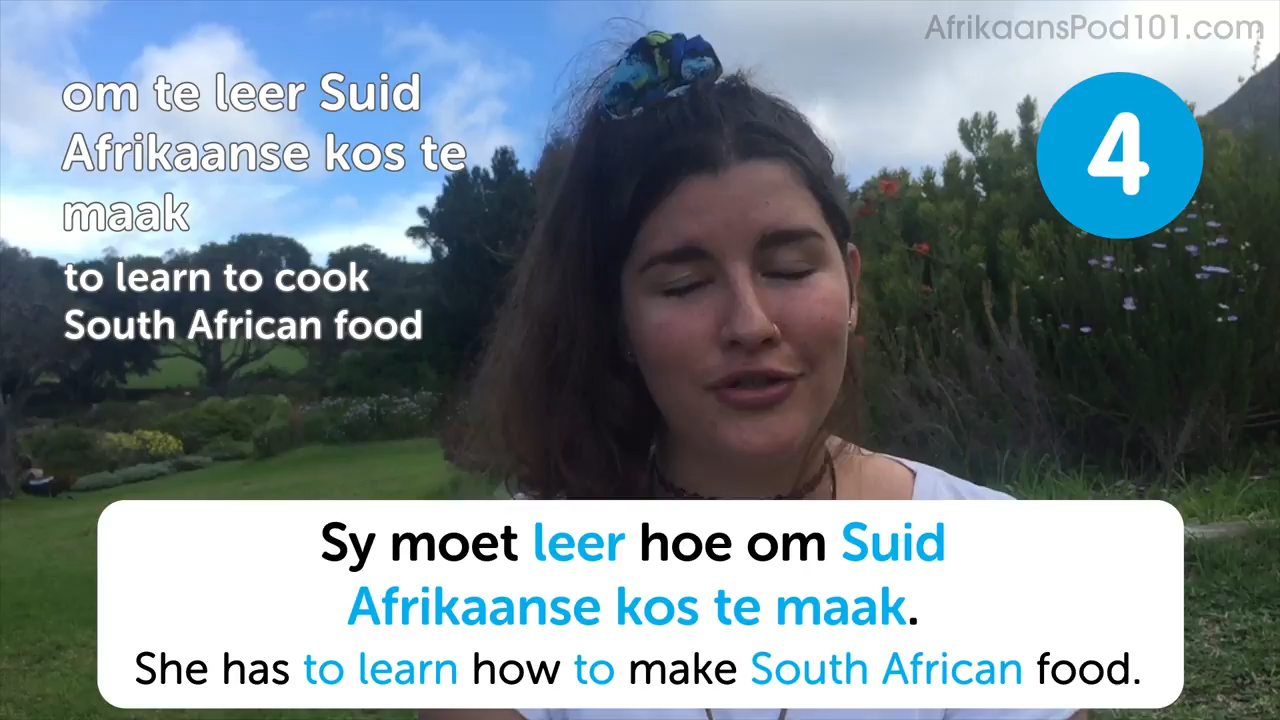 AfrikaansPod101.com
om te leer Suid
Afrikaanse kos te
maak
to learn to cook
South African food
4
Sy moet leer hoe om Suid
Afrikaanse kos te maak.
She has to learn how to make South African food.